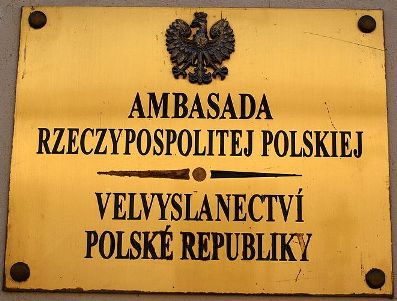 AMBASADA
RZECZYPOSPOLITEJ POLSKIEJ
VELVYSLANECTVÍ
POLSKÉ REPUBLIKY